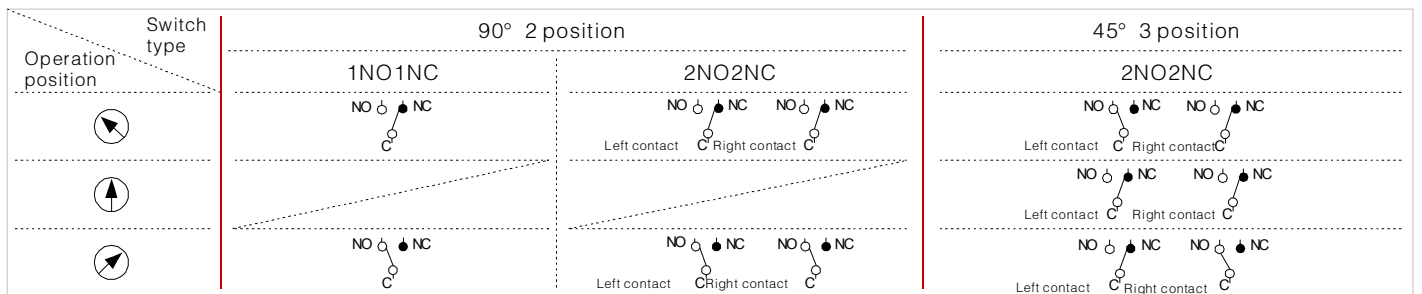 Switch type
Operation position
90° 2 position
45° 3 position
1NO1NC
2NO2NC
2NO2NC
NO NC C
NO NC NO NC
Left contact C Right contact C
NO NC NO NC
Left contact Right contact C
NO NC NO NC
Left contact C Right contact C
NO NC C
NO NC NO NC
Left contact C Right contact C
NO NC NO NC
Left contact C Right contact C